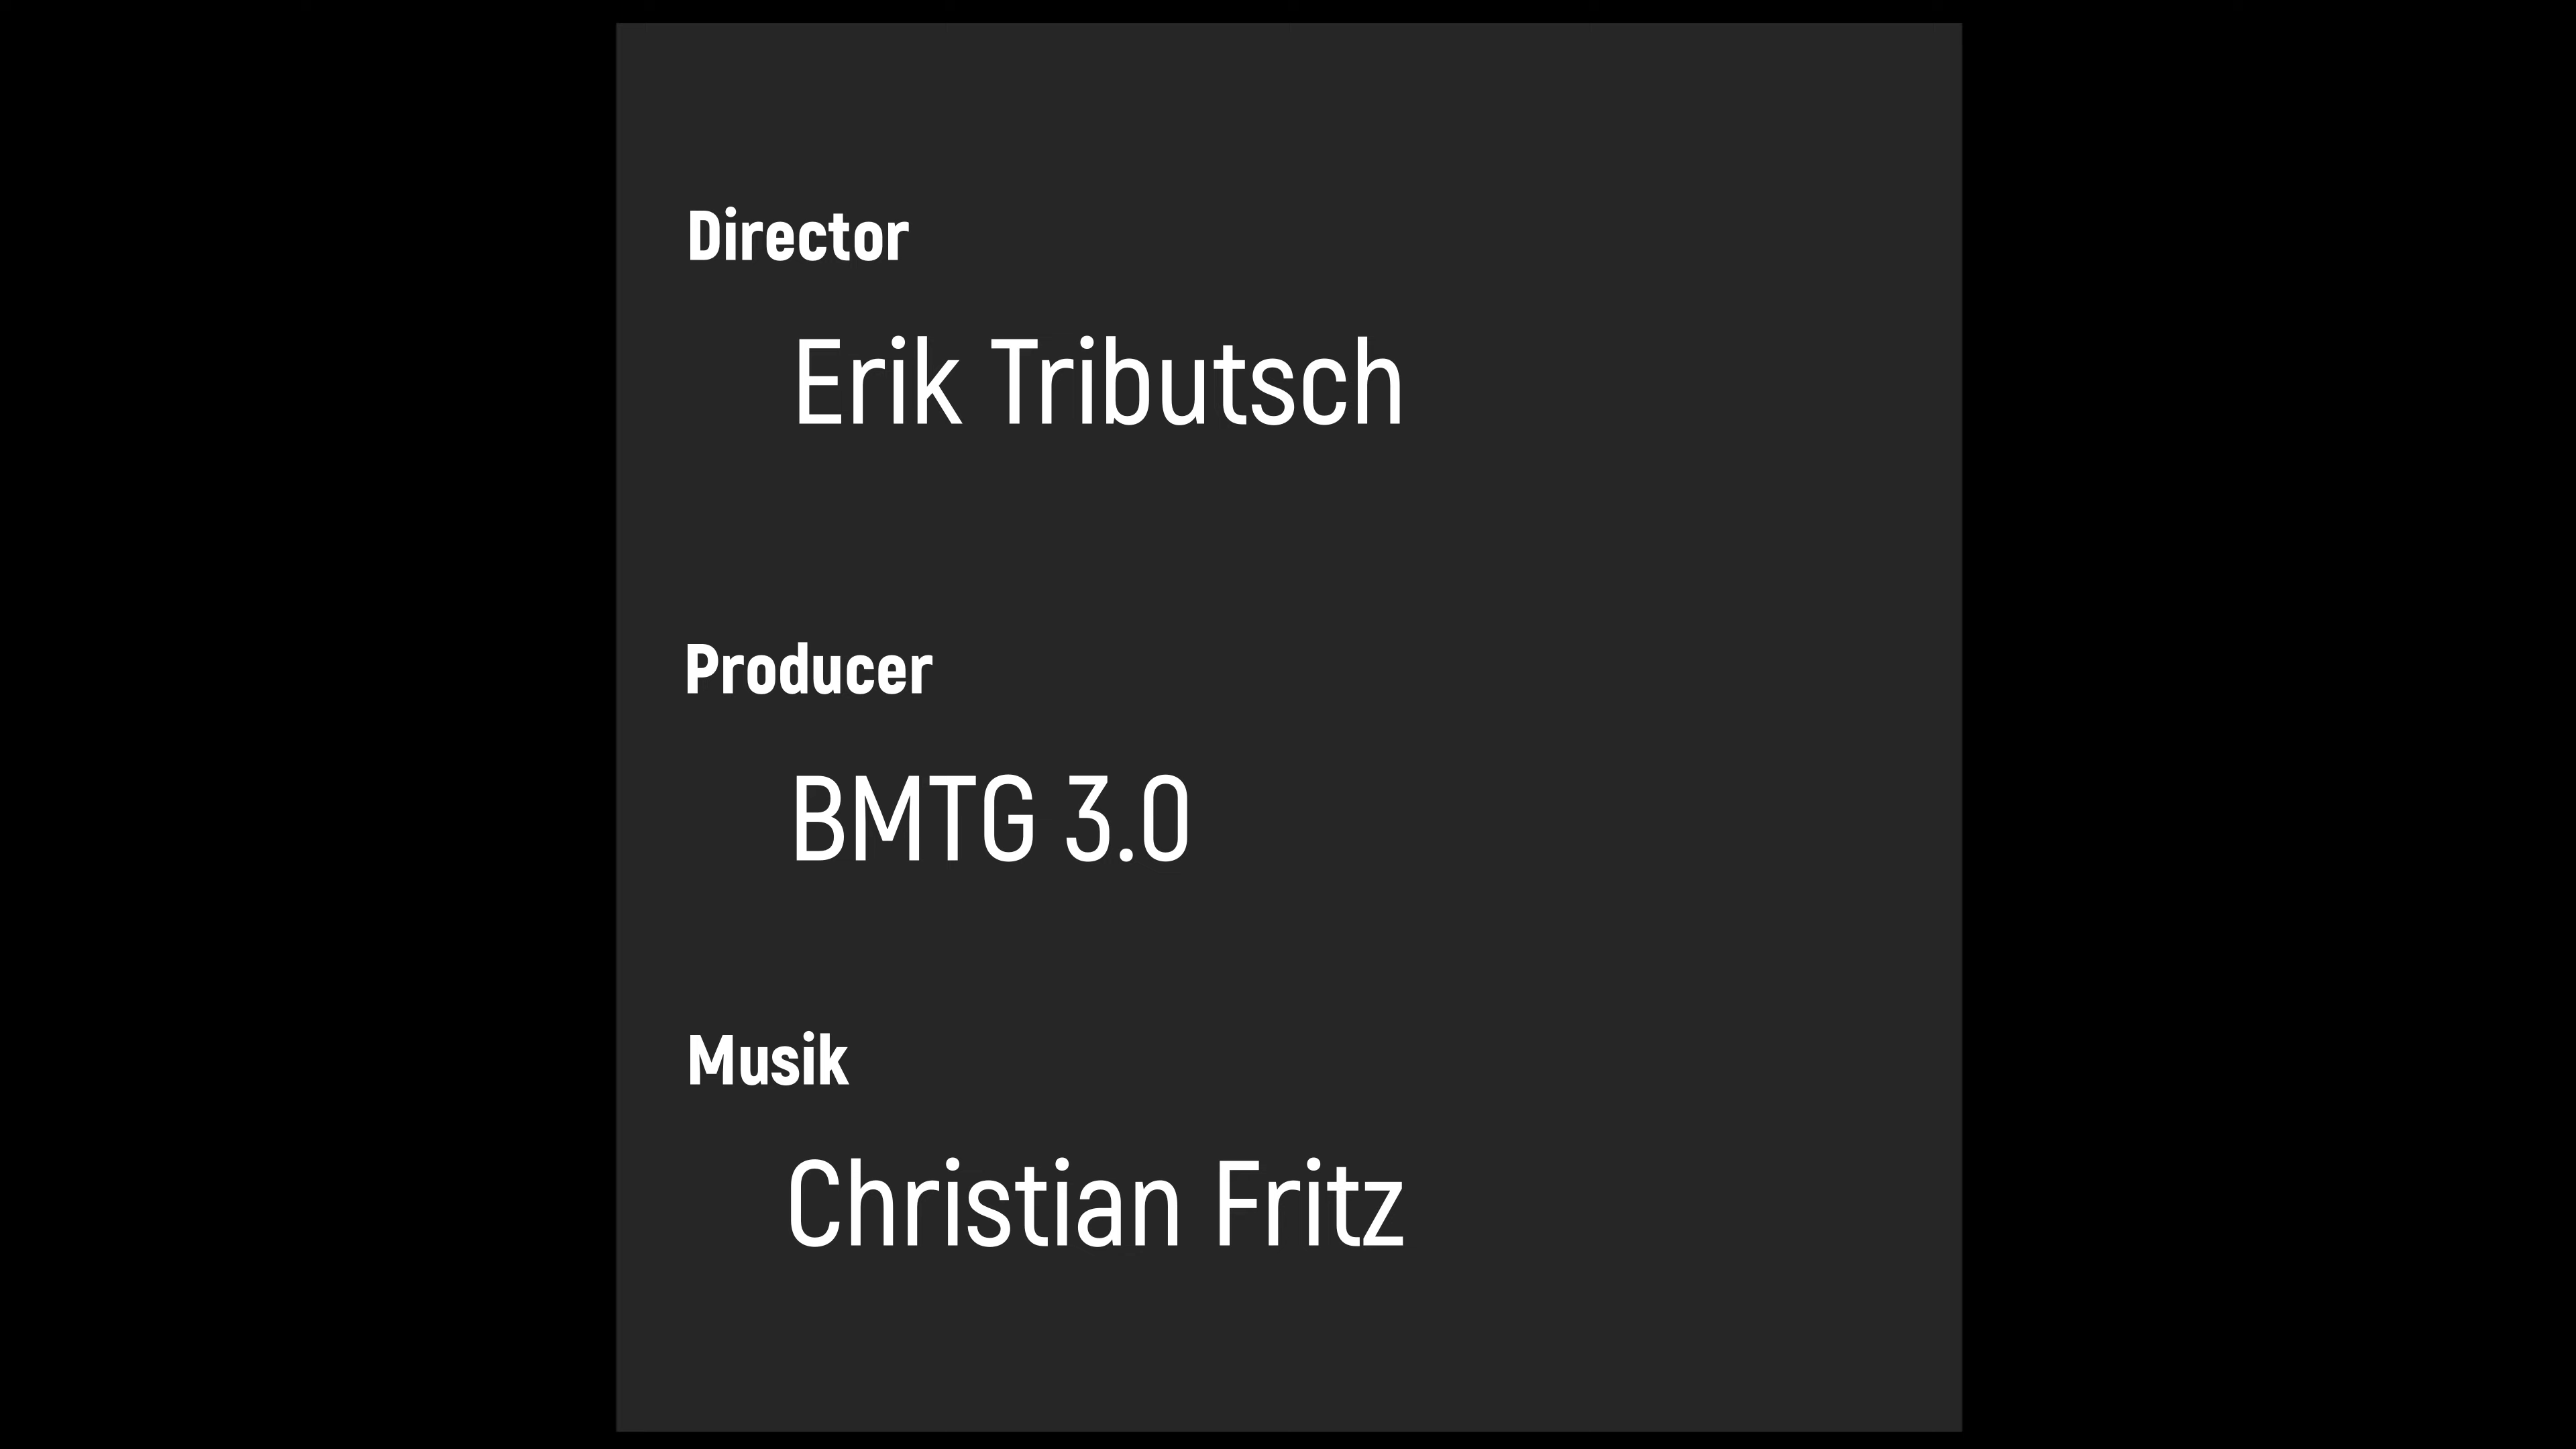 Director
Erik Tributsch
Producer
BMTG 3.0
Musik
Christian Fritz